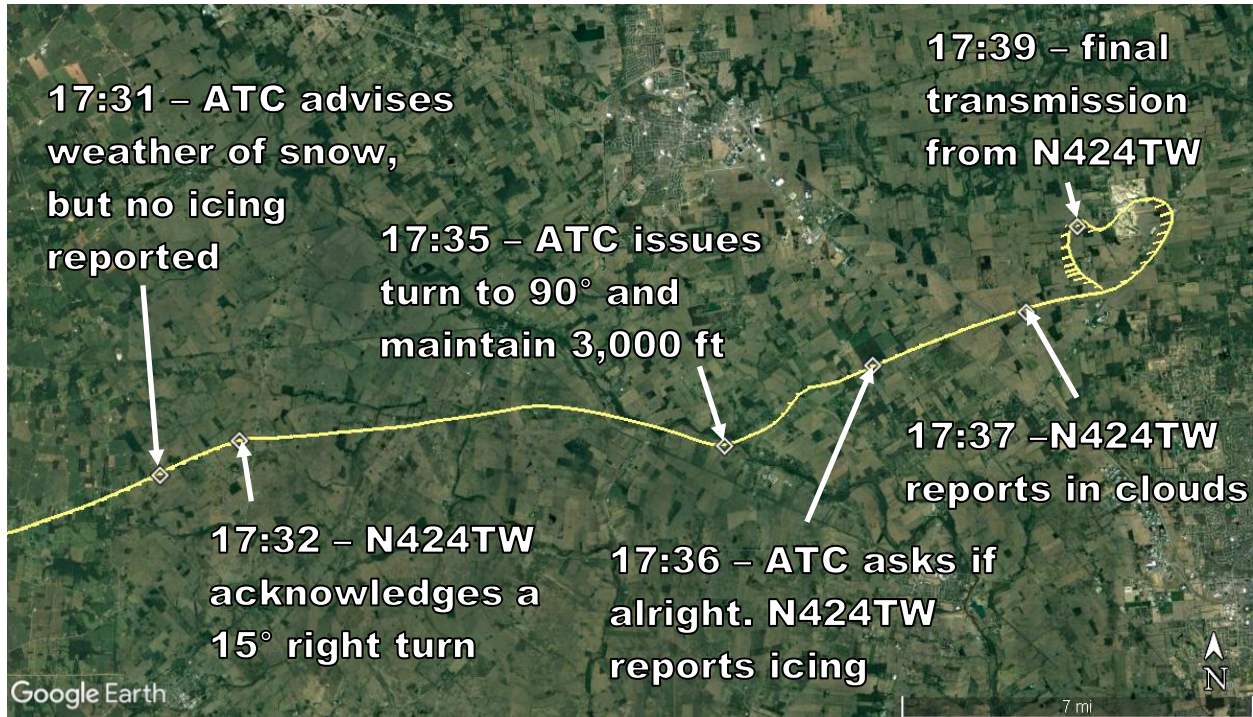 17:31 – ATC advises
weather of snow,
but no icing
reported
17:39 – final
transmission
from N424TW
17:35 – ATC issues
turn to 90° and
maintain 3,000 ft
17:37 –N424TW
reports in clouds
17:32 – N424TW
acknowledges a
15° right turn
17:36 – ATC asks if
alright. N424TW
reports icing
Google Earth
N
7 mi